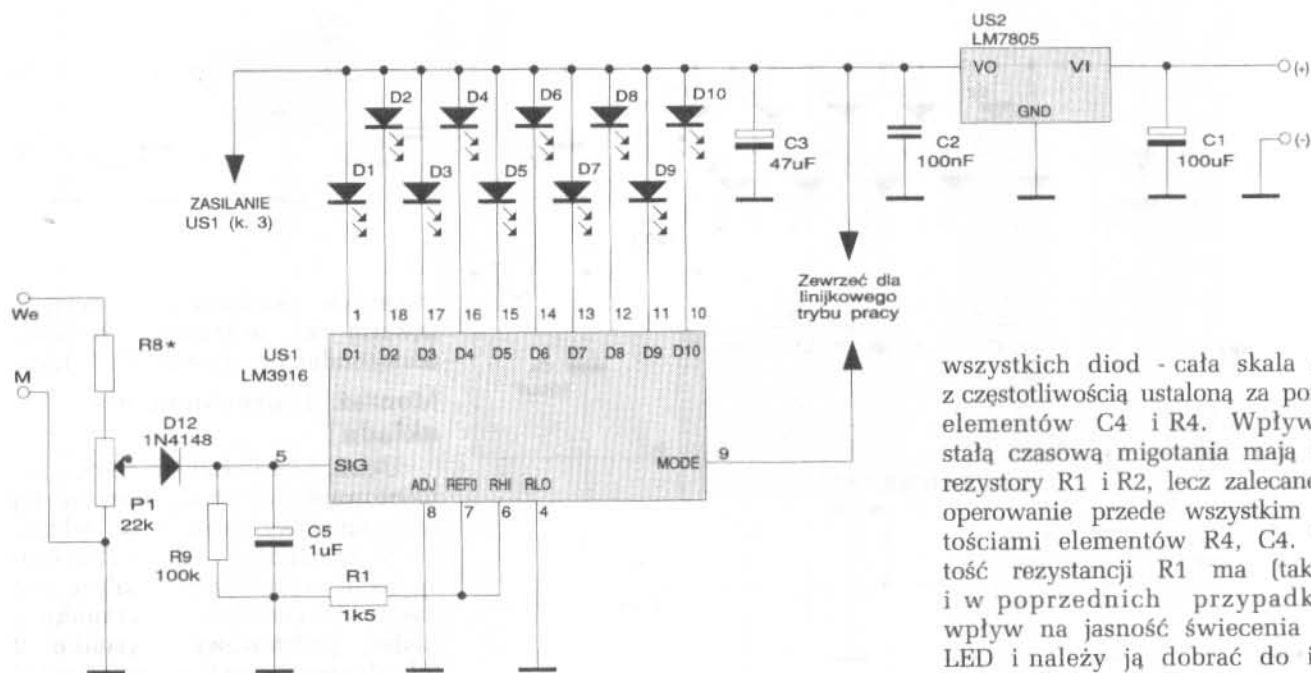 US2
LM7805
VO VI
GND
(+)
(-)
C3
47uF
C2
100nF
C1
100uF
D2 D4 D6 D8 D10
D1 D3 D5 D7 D9
ZASILANIE
US1 (k. 3)
Zewrzeć dla
linijkowego
trybu pracy
1 18 17 16 15 14 13 12 11 10
US1
LM3916
D1 D2 D3 D4 D5 D6 D7 D8 D9 D10
SIG
MODE
ADJ REF0 RHI RLO
5
9
8 7 6 4
We
R8*
M
D12
1N4148
P1
22k
R9
100k
C5
1uF
R1
1k5
wszystkich diod - cała skala
z częstotliwością ustaloną za
elementów C4 i R4. Wpływ
stałą czasową migotania mają
rezystory R1 i R2, lecz zalecane
operowanie przede wszystkim
tościami elementów R4, C4.
tość rezystancji R1 ma (tak
i w poprzednich
wpływ na jasność świecenia
LED i należy ją dobrać do